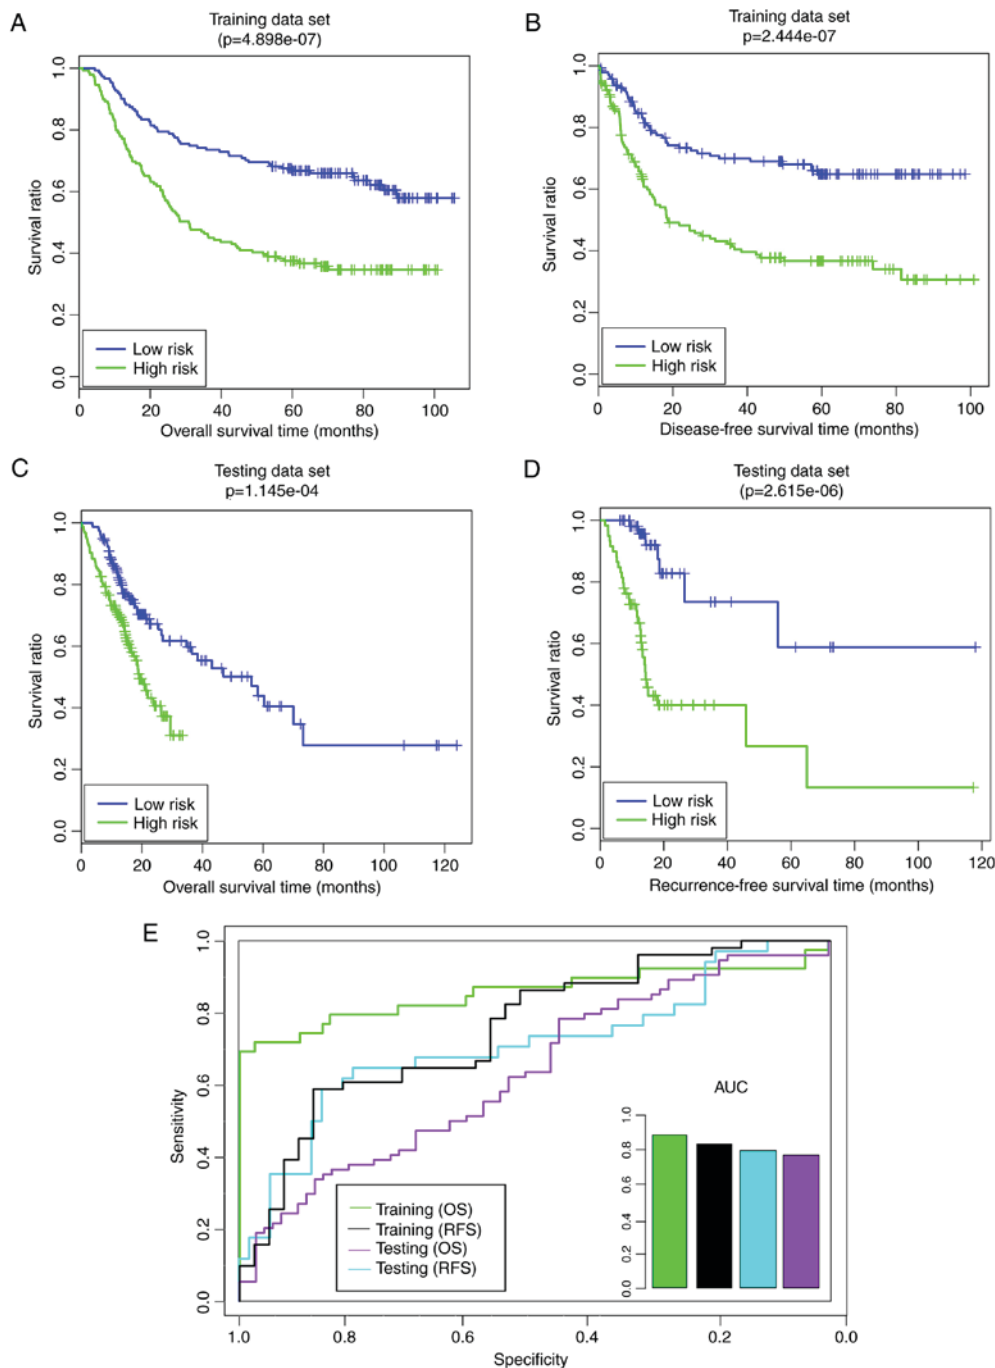 A
Training data set
(p=4.898e-07)
Survival ratio
1.0
0.8
0.6
0.4
0.2
0.0
Low risk
High risk
0 20 40 60 80 100
Overall survival time (months)
B
Training data set
p=2.444e-07
Survival ratio
1.0
0.8
0.6
0.4
0.2
0.0
Low risk
High risk
0 20 40 60 80 100
Disease-free survival time (months)
C
Testing data set
p=1.145e-04
Survival ratio
1.0
0.8
0.6
0.4
0.2
0.0
Low risk
High risk
0 20 40 60 80 100 120
Overall survival time (months)
D
Testing data set
(p=2.615e-06)
Survival ratio
1.0
0.8
0.6
0.4
0.2
0.0
Low risk
High risk
0 20 40 60 80 100 120
Recurrence-free survival time (months)
E
Sensitivity
1.0
0.8
0.6
0.4
0.2
0.0
Training (OS)
Training (RFS)
Testing (OS)
Testing (RFS)
AUC
1.0
0.8
0.6
0.4
0.2
0.0
1.0 0.8 0.6 0.4 0.2 0.0
Specificity